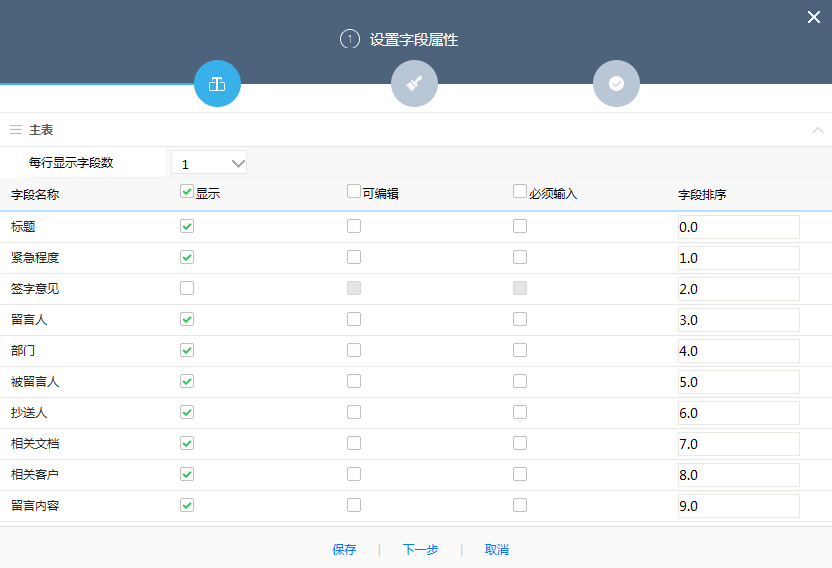 1 设置字段属性
主表
每行显示字段数 1
字段名称 显示 可编辑 必须输入 字段排序
标题 0.0
紧急程度 1.0
签字意见 2.0
留言人 3.0
部门 4.0
被留言人 5.0
抄送人 6.0
相关文档 7.0
相关客户 8.0
留言内容 9.0
保存 | 下一步 | 取消